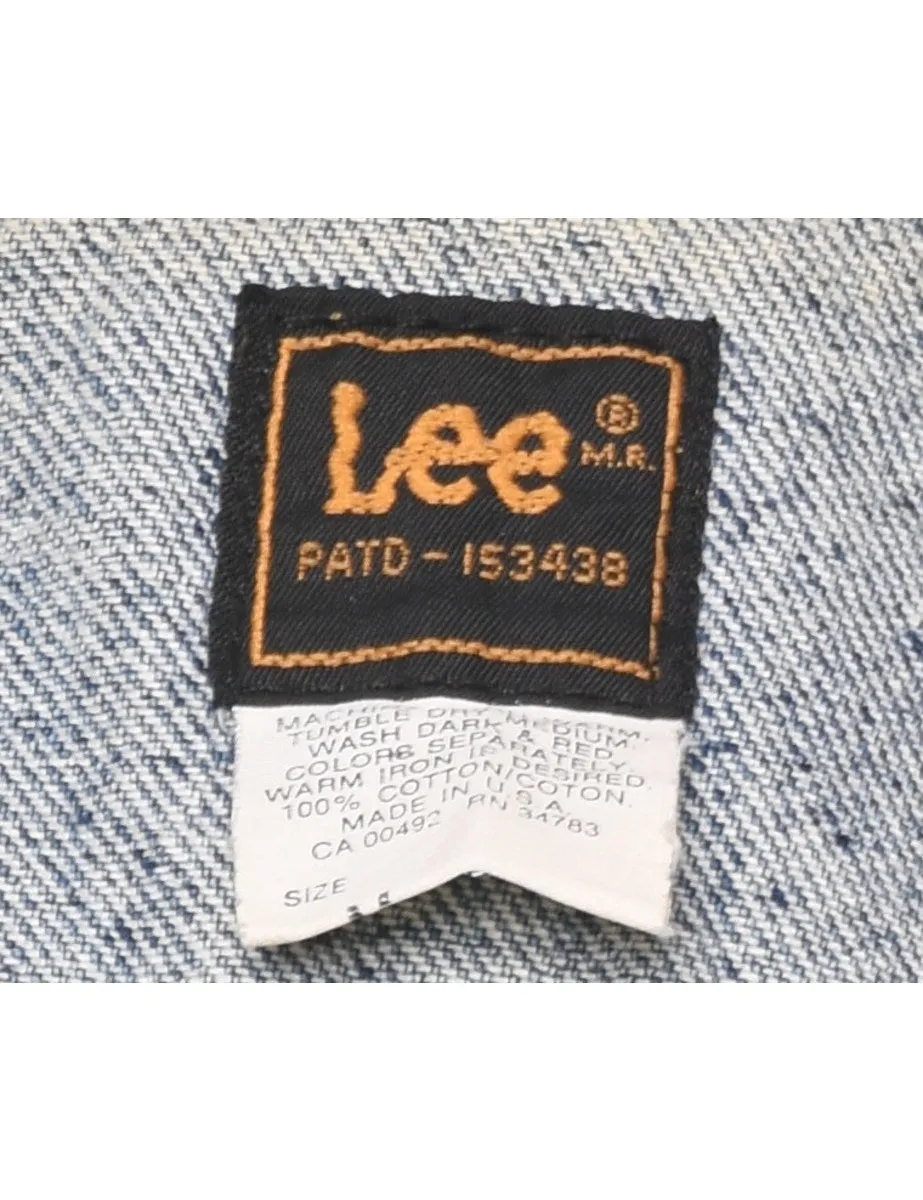 Lee ®
M.R.
PATD - 153438
TUMBLE DRY MEDIUM.
WASH DARK & RED
COLORS SEPARATELY.
WARM IRON IF DESIRED.
100% COTTON/COTON.
MADE IN U.S.A.
CA 00492 RN 34783
SIZE